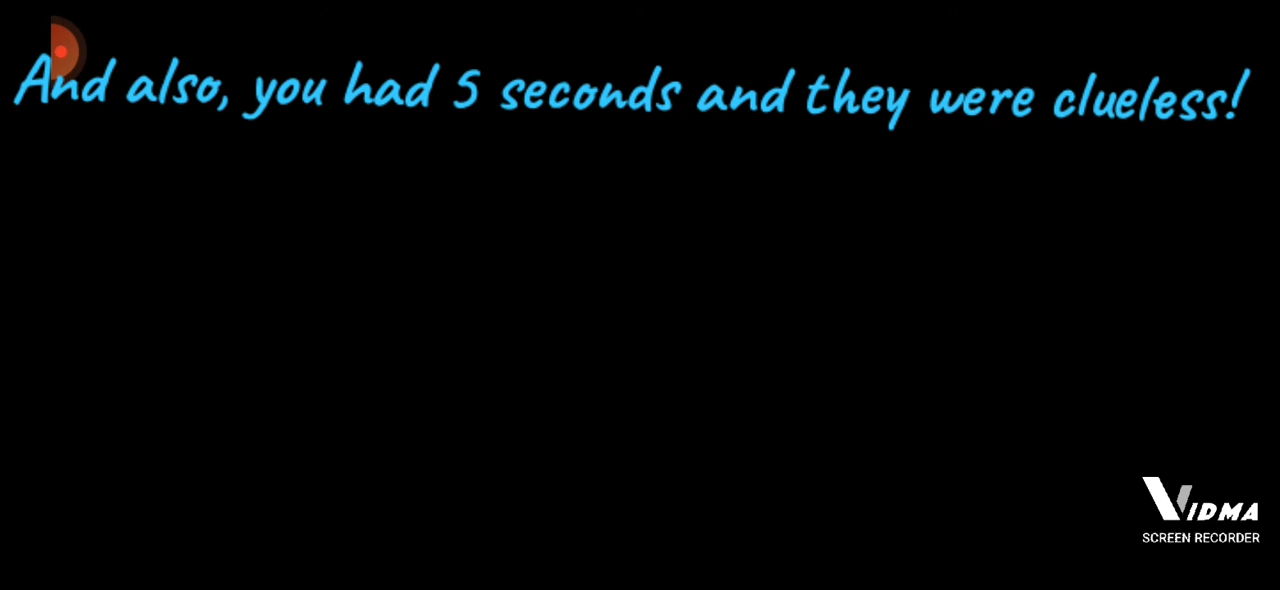 And also, you had 5 seconds and they were clueless!
VIDMA
SCREEN RECORDER